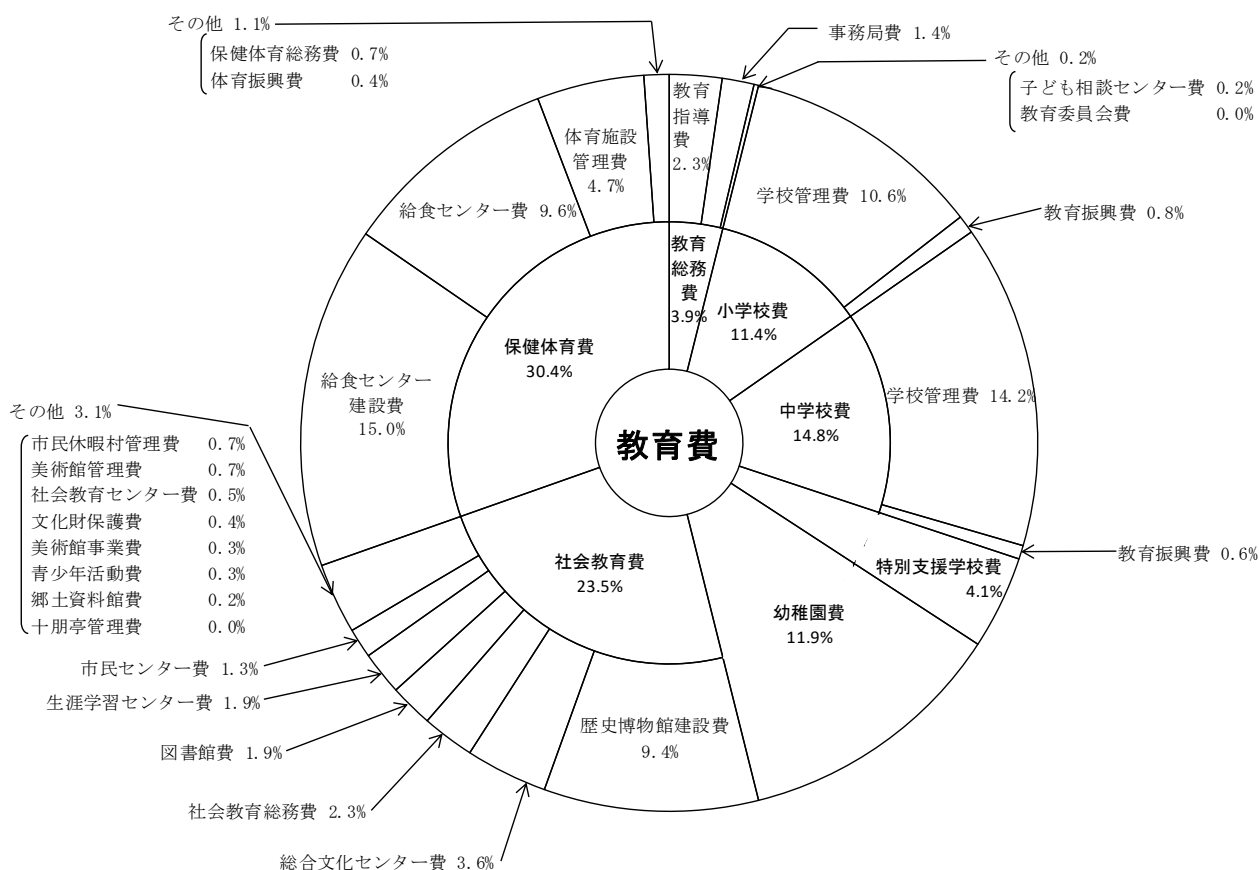 その他 1.1%
保健体育総務費 0.7%
体育振興費 0.4%
事務局費 1.4%
その他 0.2%
子ども相談センター費 0.2%
教育委員会費 0.0%
教育
指導
費
2.3%
体育施設
管理費
4.7%
給食センター費 9.6%
学校管理費 10.6%
教育振興費 0.8%
教育
総務
費
3.9%
小学校費
11.4%
保健体育費
30.4%
給食センター
建設費
15.0%
学校管理費 14.2%
中学校費
14.8%
教育費
その他 3.1%
市民休暇村管理費 0.7%
美術館管理費 0.7%
社会教育センター費 0.5%
文化財保護費 0.4%
美術館事業費 0.3%
青少年活動費 0.3%
郷土資料館費 0.2%
十朋亭管理費 0.0%
教育振興費 0.6%
特別支援学校費
4.1%
社会教育費
23.5%
幼稚園費
11.9%
市民センター費 1.3%
生涯学習センター費 1.9%
図書館費 1.9%
歴史博物館建設費
9.4%
社会教育総務費 2.3%
総合文化センター費 3.6%